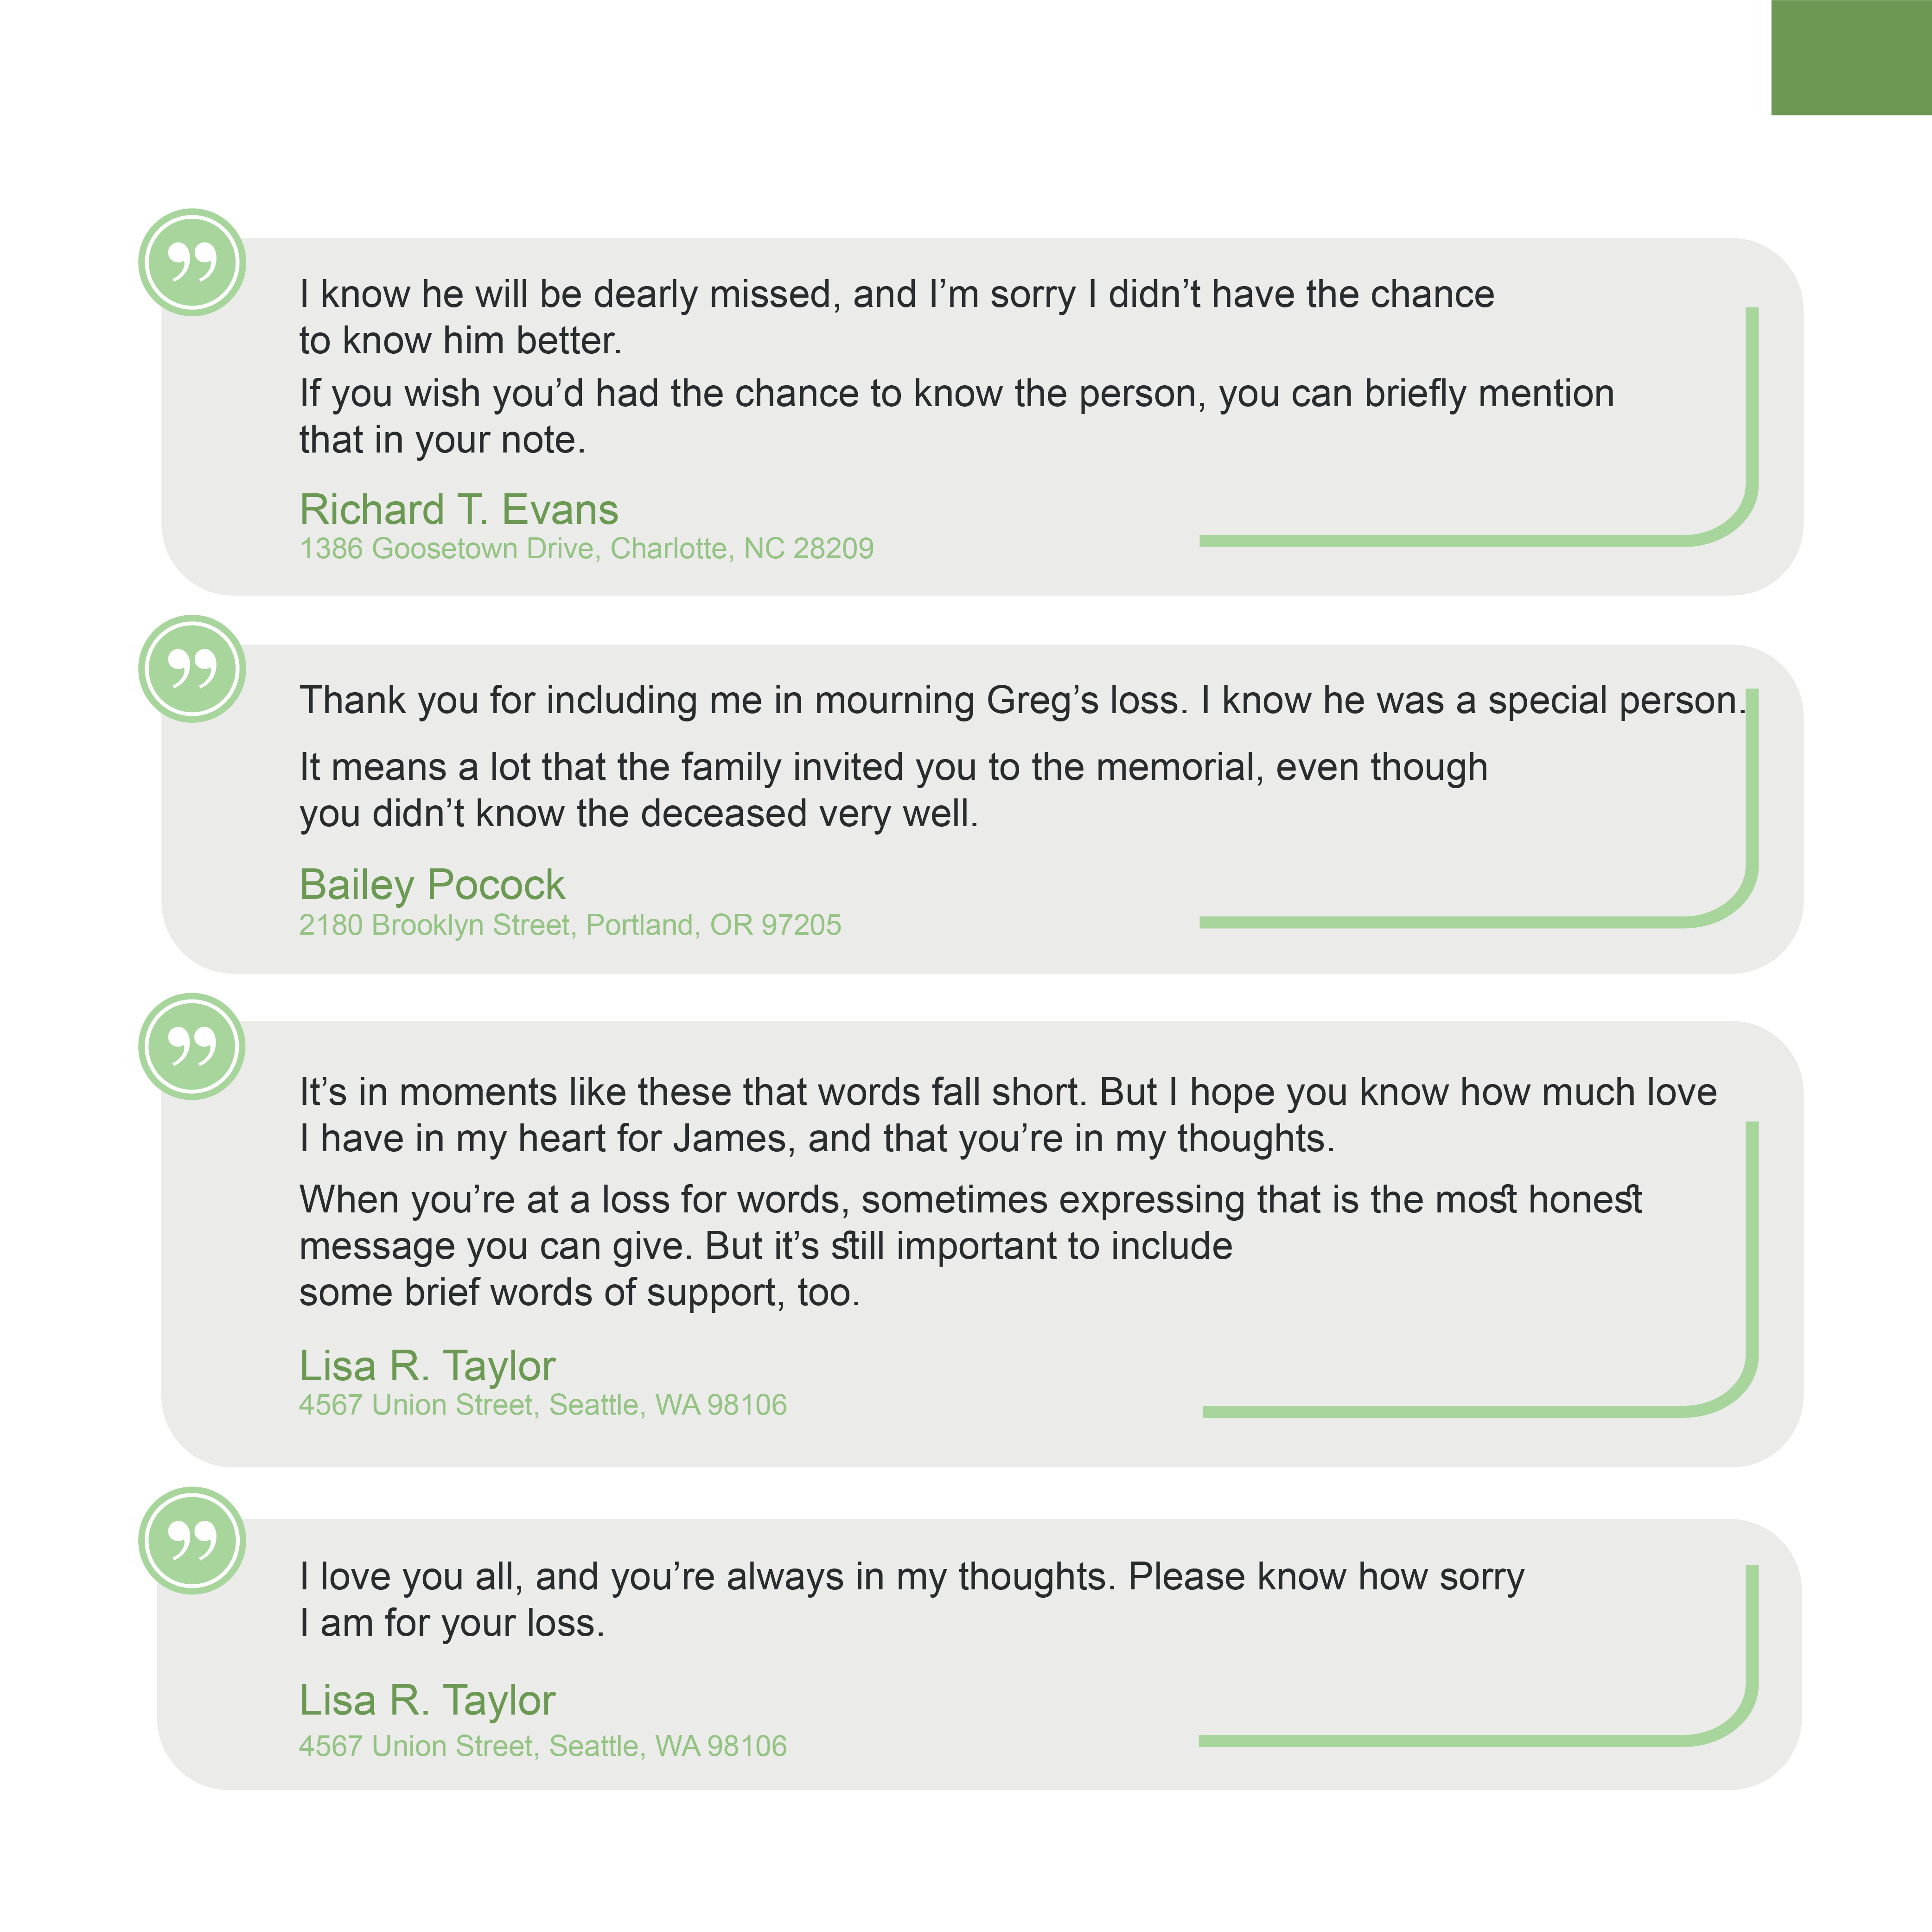 I know he will be dearly missed, and I’m sorry I didn’t have the chance
to know him better.
If you wish you’d had the chance to know the person, you can briefly mention
that in your note.
Richard T. Evans
1386 Goosetown Drive, Charlotte, NC 28209
Thank you for including me in mourning Greg’s loss. I know he was a special person.
It means a lot that the family invited you to the memorial, even though
you didn’t know the deceased very well.
Bailey Pocock
2180 Brooklyn Street, Portland, OR 97205
It’s in moments like these that words fall short. But I hope you know how much love
I have in my heart for James, and that you’re in my thoughts.
When you’re at a loss for words, sometimes expressing that is the most honest
message you can give. But it’s still important to include
some brief words of support, too.
Lisa R. Taylor
4567 Union Street, Seattle, WA 98106
I love you all, and you’re always in my thoughts. Please know how sorry
I am for your loss.
Lisa R. Taylor
4567 Union Street, Seattle, WA 98106